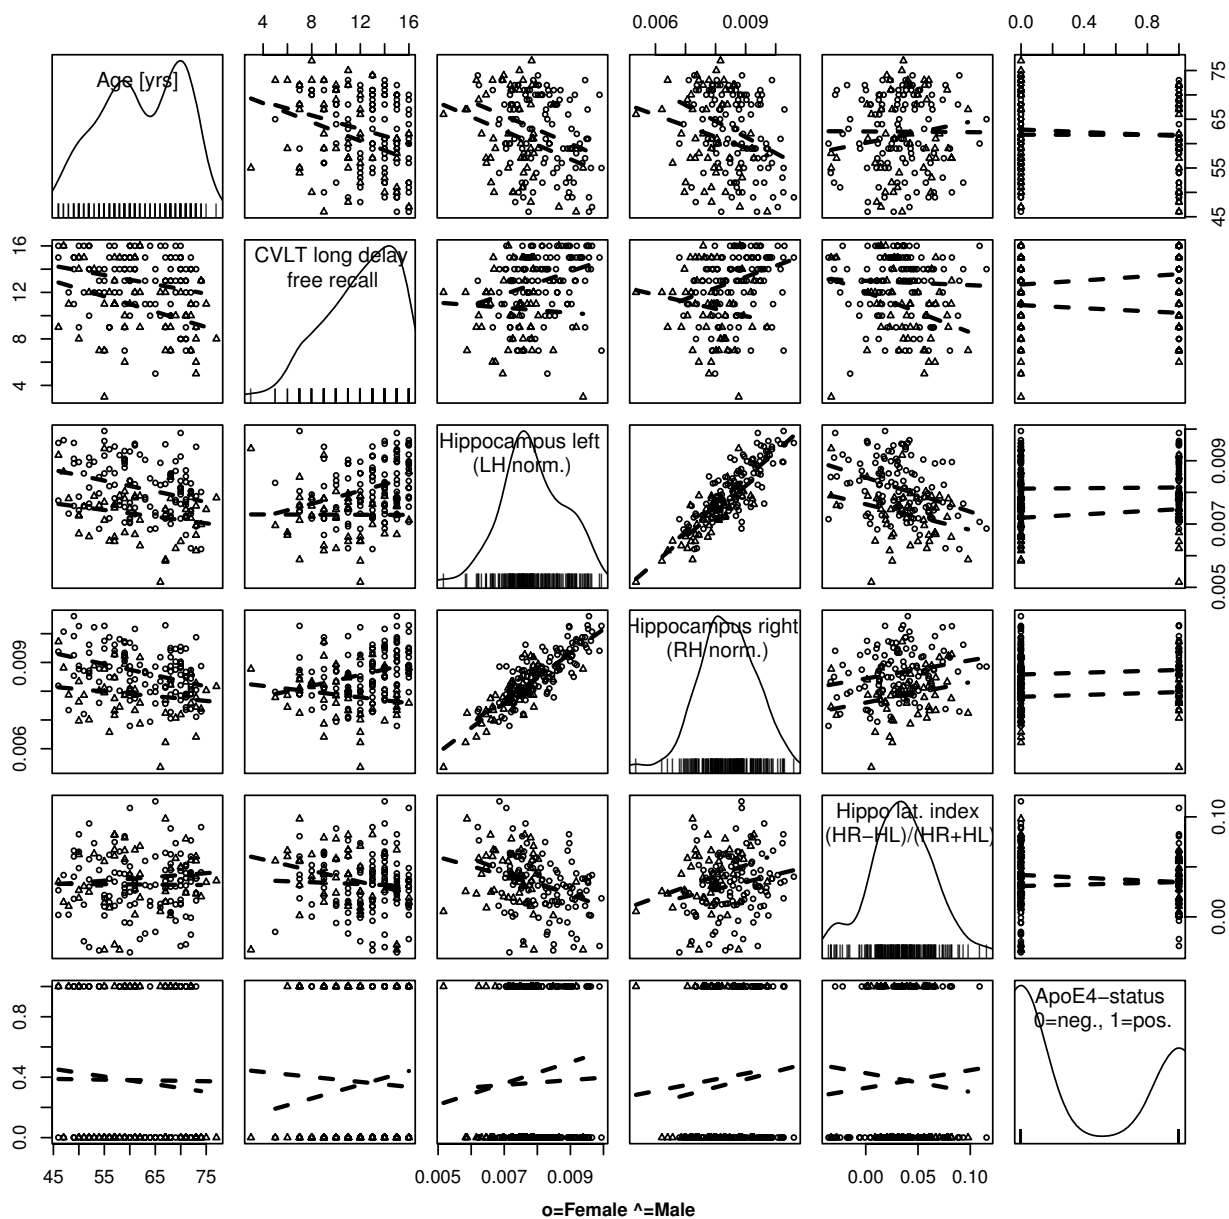 4 8 12 16 0.006 0.009 0.0 0.4 0.8
Age [yrs]
45 55 65 75
CVLT long delay
free recall
4 8 12 16
Hippocampus left
(LH norm.)
0.005 0.007 0.009
Hippocampus right
(RH norm.)
0.006 0.009
Hippo lat. index
(HR−HL)/(HR+HL)
0.00 0.10
ApoE4−status
0=neg., 1=pos.
0.0 0.4 0.8
45 55 65 75 0.005 0.007 0.009 0.00 0.10
o=Female ^=Male